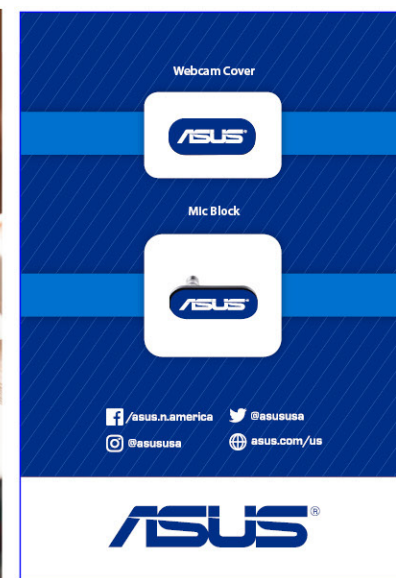 Webcam Cover
ASUS
Mic Block
ASUS
/asus.n.america @asususa
@asususa asus.com/us
ASUS®